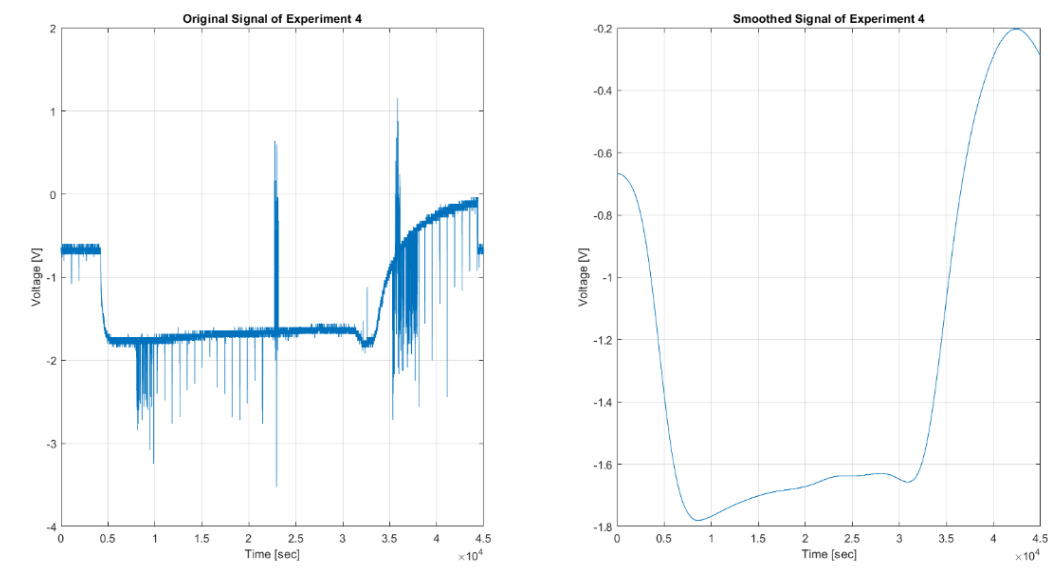 Original Signal of Experiment 4
2
1
0
-1
-2
-3
-4
Voltage [V]
0 0.5 1 1.5 2 2.5 3 3.5 4 4.5
Time [sec]
×10^4
Smoothed Signal of Experiment 4
-0.2
-0.4
-0.6
-0.8
-1
-1.2
-1.4
-1.6
-1.8
Voltage [V]
0 0.5 1 1.5 2 2.5 3 3.5 4 4.5
Time [sec]
×10^4